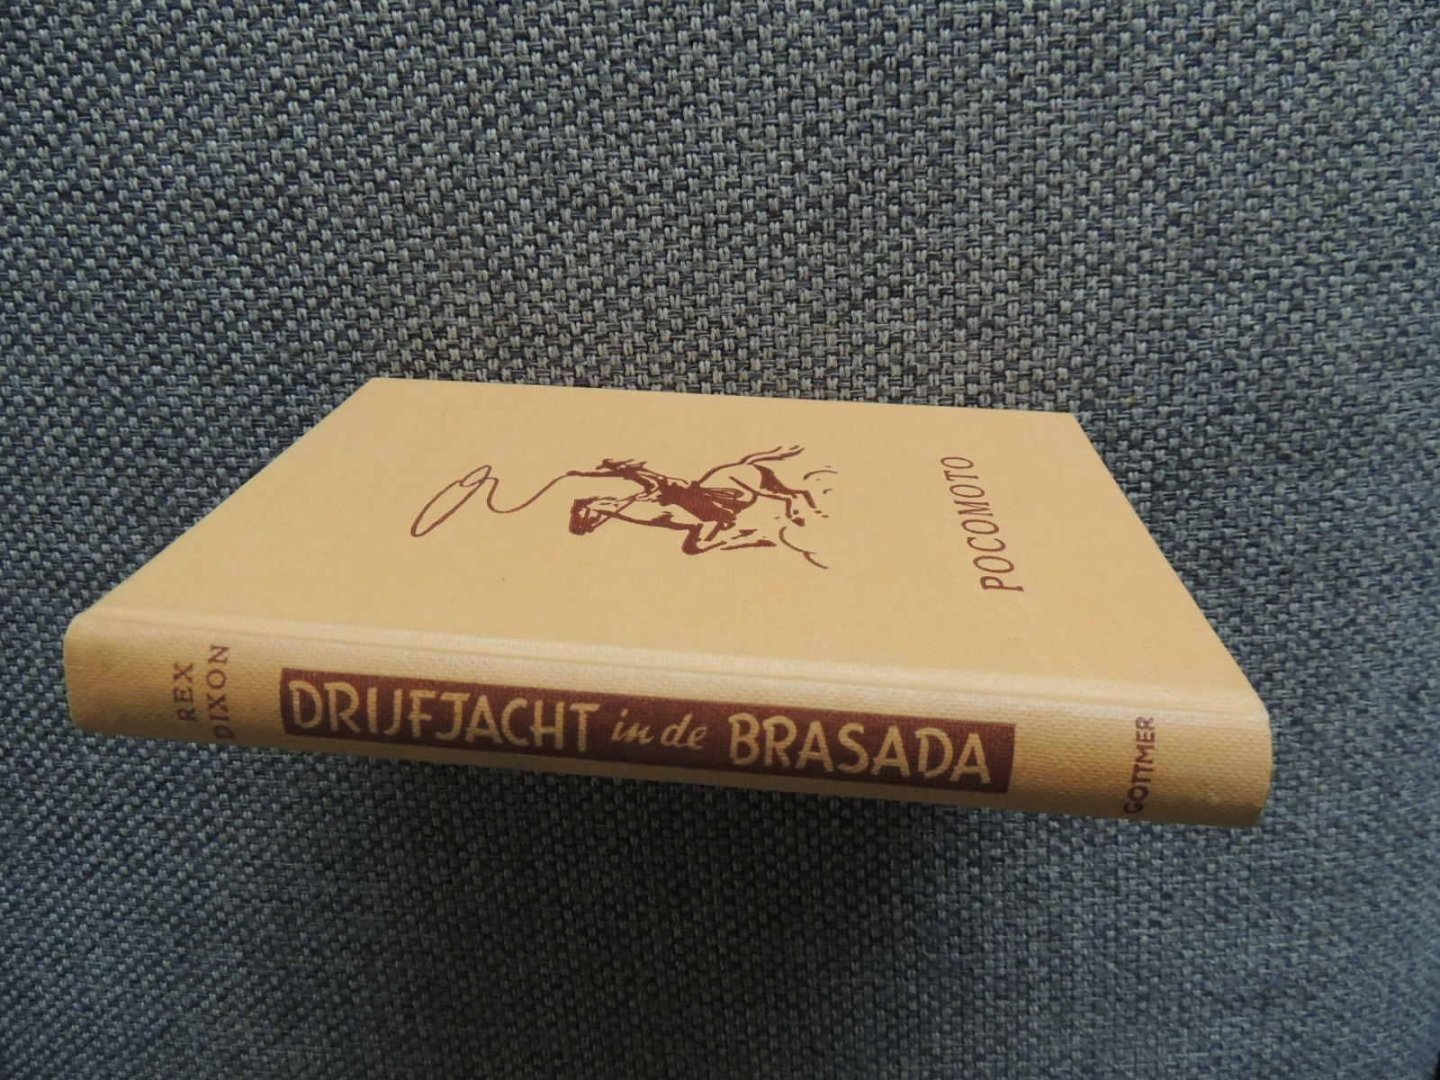 REX
DIXON
DRIJFJACHT in de BRASADA
GOTTMER
POCOMOTO